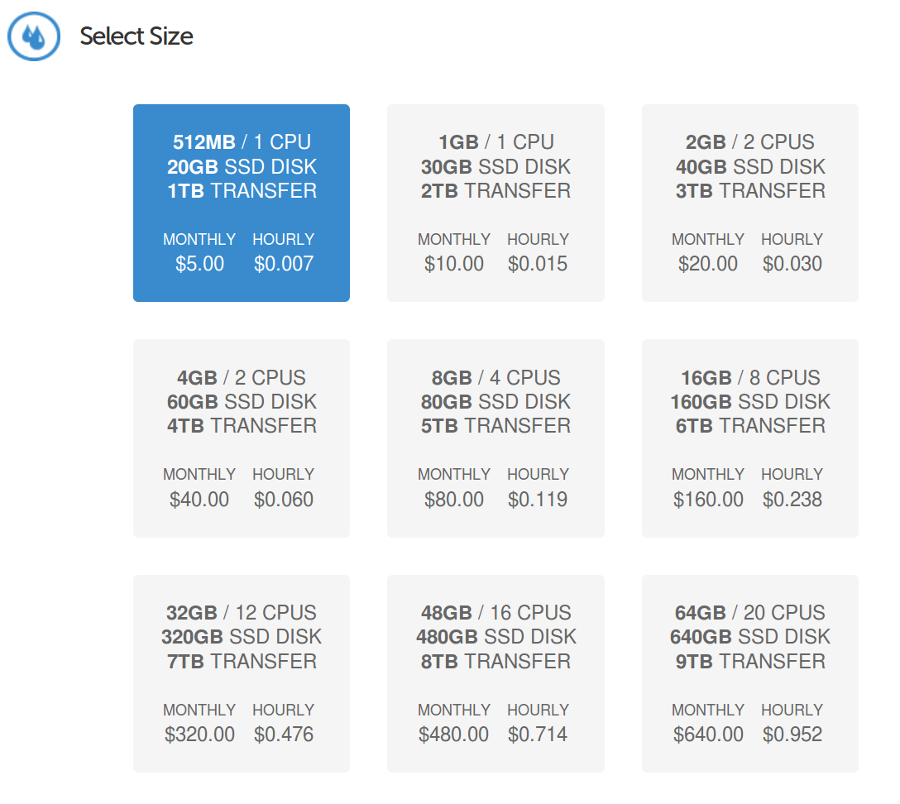 Select Size
512MB / 1 CPU
20GB SSD DISK
1TB TRANSFER
MONTHLY HOURLY
$5.00 $0.007
1GB / 1 CPU
30GB SSD DISK
2TB TRANSFER
MONTHLY HOURLY
$10.00 $0.015
2GB / 2 CPUS
40GB SSD DISK
3TB TRANSFER
MONTHLY HOURLY
$20.00 $0.030
4GB / 2 CPUS
60GB SSD DISK
4TB TRANSFER
MONTHLY HOURLY
$40.00 $0.060
8GB / 4 CPUS
80GB SSD DISK
5TB TRANSFER
MONTHLY HOURLY
$80.00 $0.119
16GB / 8 CPUS
160GB SSD DISK
6TB TRANSFER
MONTHLY HOURLY
$160.00 $0.238
32GB / 12 CPUS
320GB SSD DISK
7TB TRANSFER
MONTHLY HOURLY
$320.00 $0.476
48GB / 16 CPUS
480GB SSD DISK
8TB TRANSFER
MONTHLY HOURLY
$480.00 $0.714
64GB / 20 CPUS
640GB SSD DISK
9TB TRANSFER
MONTHLY HOURLY
$640.00 $0.952